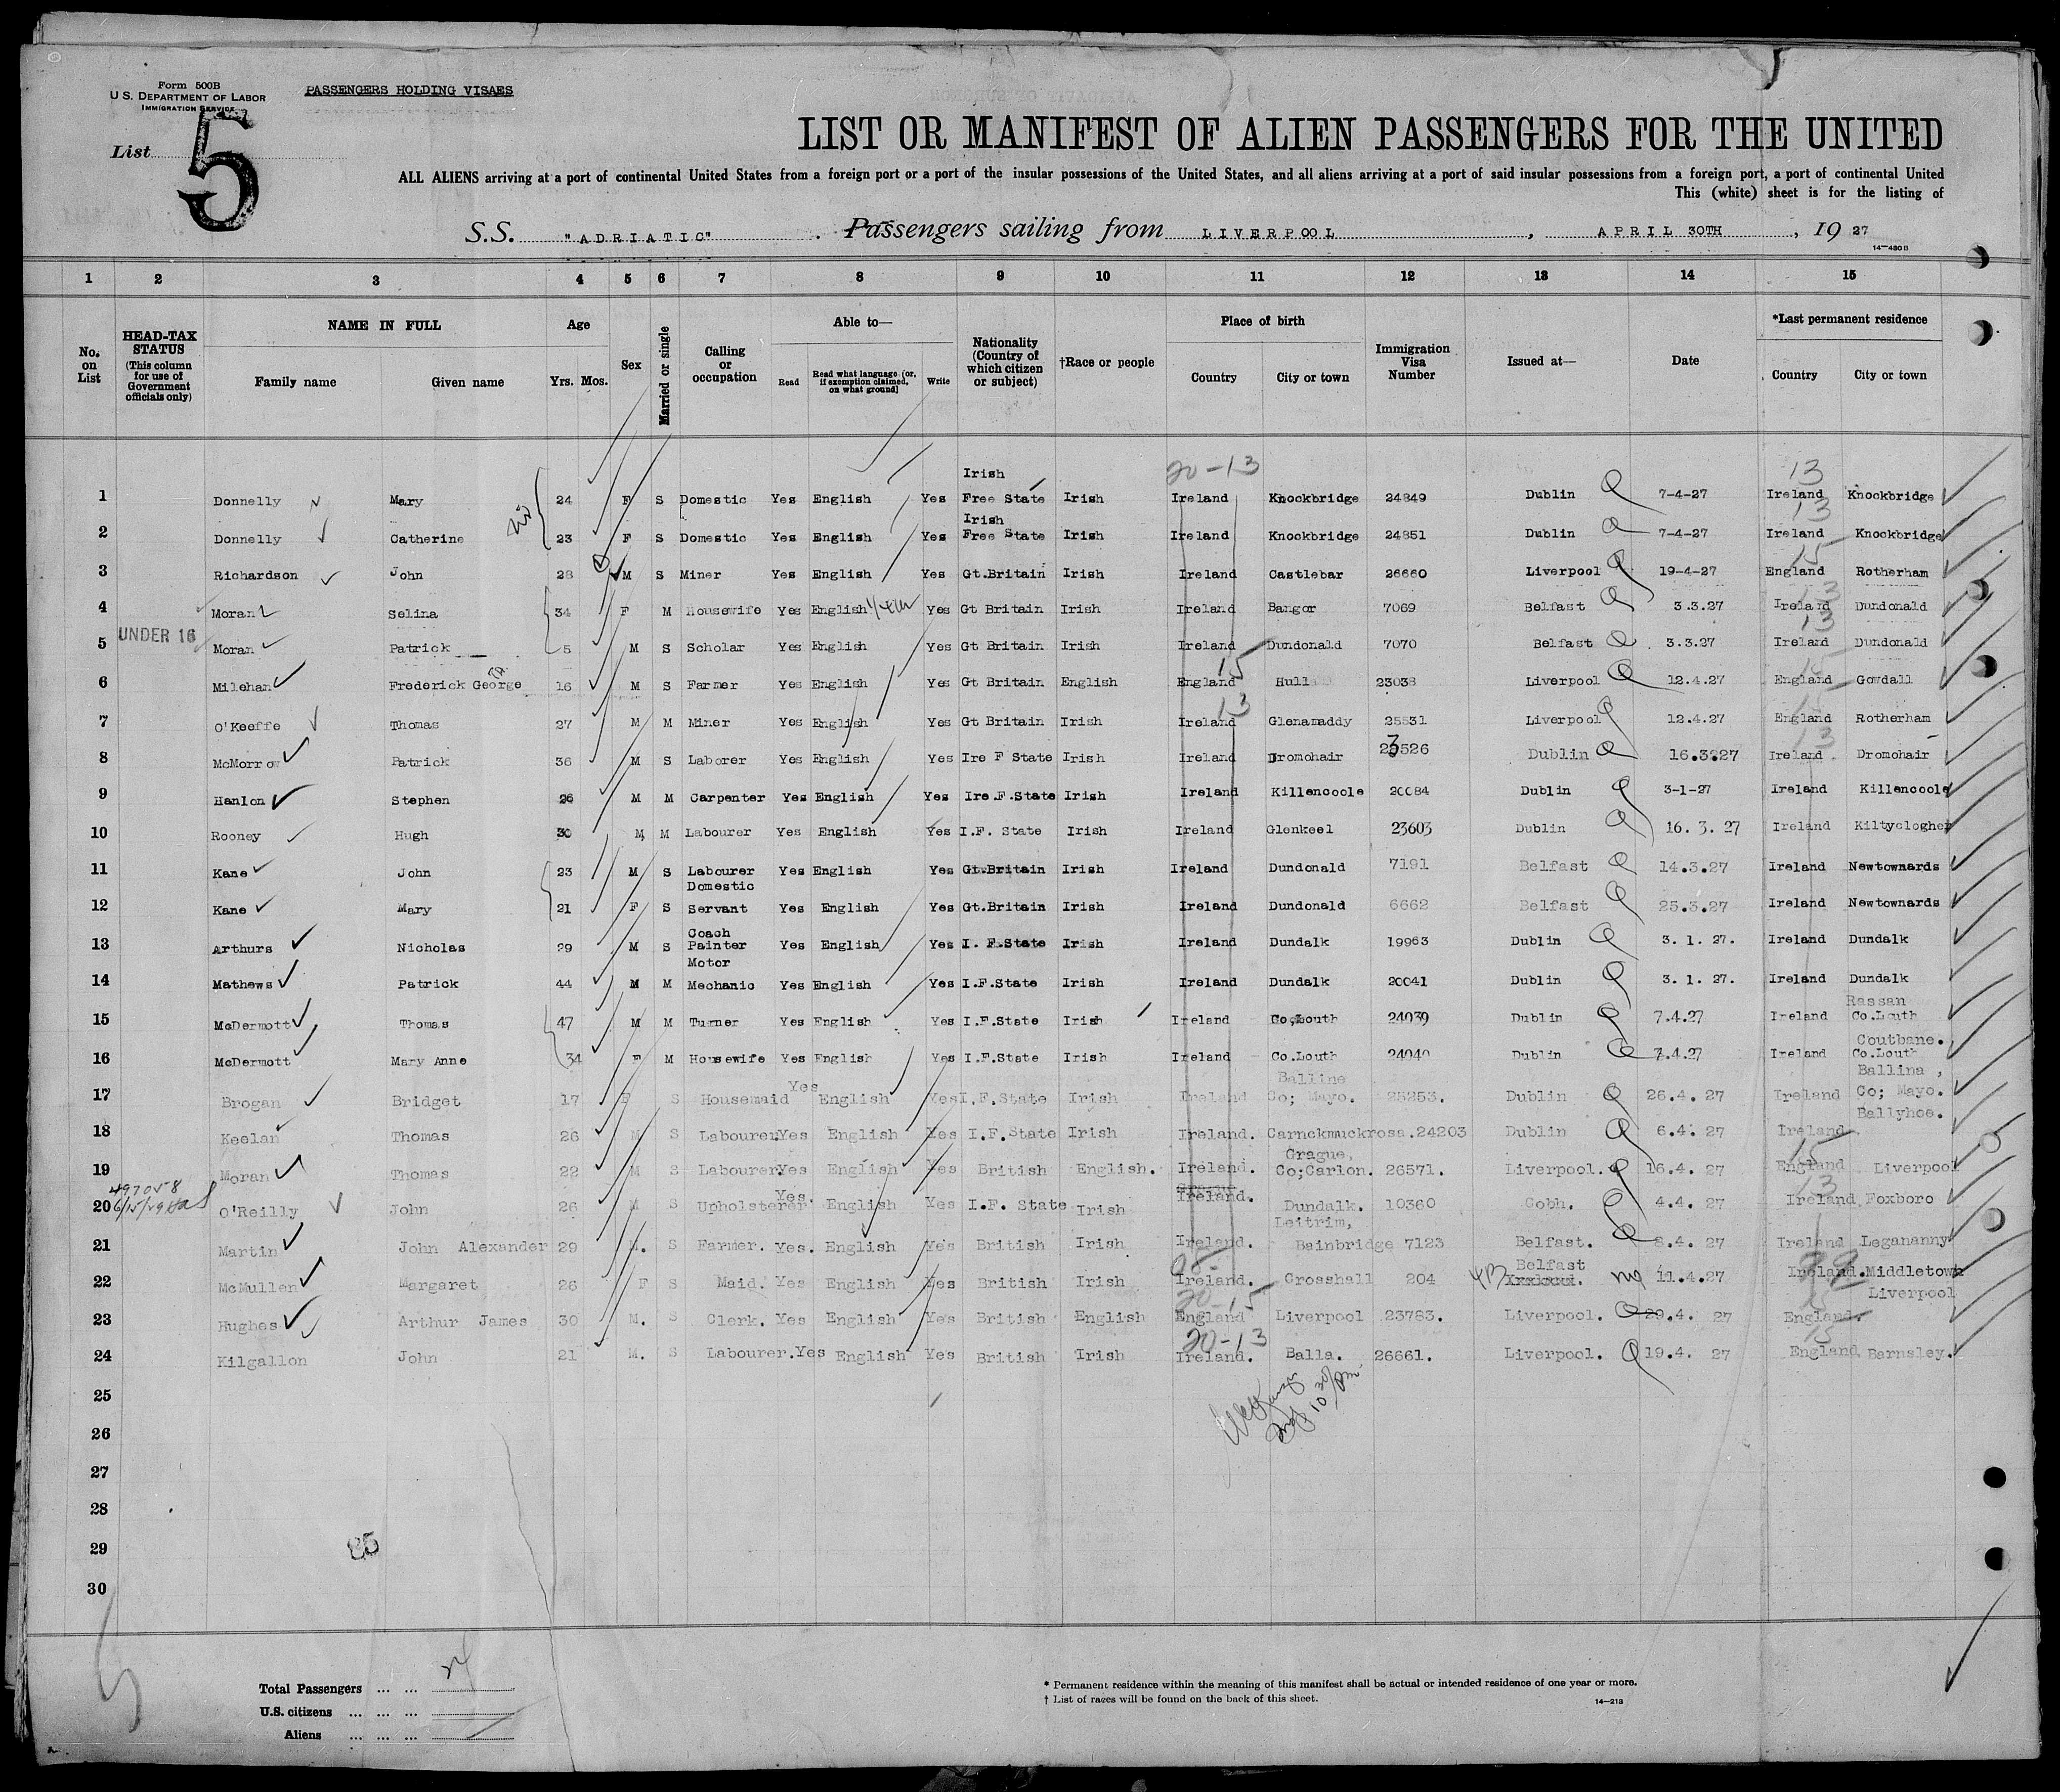 Form 500B
U.S. DEPARTMENT OF LABOR
IMMIGRATION SERVICE
PASSENGERS HOLDING VISAES
List 5
LIST OR MANIFEST OF ALIEN PASSENGERS FOR THE UNITED
ALL ALIENS arriving at a port of continental United States from a foreign port or a port of the insular possessions of the United States, and all aliens arriving at a port of said insular possessions from a foreign port, a port of continental United
This (white) sheet is for the listing of
S.S. "ADRIATIC" . Passengers sailing from LIVERPOOL , APRIL 30TH , 19 27
14—480B
1 2 3 4 5 6 7 8 9 10 11 12 13 14 15
No. on List
HEAD-TAX STATUS (This column for use of Government officials only)
NAME IN FULL Family name Given name
Age Yrs. Mos.
Sex
Married or single
Calling or occupation
Able to— Read Read what language [or, if exemption claimed, on what ground] Write
Nationality (Country of which citizen or subject)
†Race or people
Place of birth Country City or town
Immigration Visa Number
Issued at—
Date
*Last permanent residence Country City or town
20-13 13
1 Donnelly Mary 24 F S Domestic Yes English Yes Irish Free State Irish Ireland Knockbridge 24849 Dublin 7-4-27 Ireland Knockbridge
13
2 Donnelly Catherine 23 F S Domestic Yes English Yes Irish Free State Irish Ireland Knockbridge 24851 Dublin 7-4-27 Ireland Knockbridge
15
3 Richardson John 28 M S Miner Yes English Yes Gt.Britain Irish Ireland Castlebar 26660 Liverpool 19-4-27 England Rotherham
13
4 Moran Selina 34 F M Housewife Yes English Yes Gt Britain Irish Ireland Bangor 7069 Belfast 3.3.27 Ireland Dundonald
13
UNDER 16
5 Moran Patrick 5 M S Scholar Yes English Yes Gt Britain Irish Ireland Dundonald 7070 Belfast 3.3.27 Ireland Dundonald
15 15
6 Milehan Frederick George 16 M S Farmer Yes English Yes Gt Britain English England Hull 23038 Liverpool 12.4.27 England Gowdall
13
7 O'Keeffe Thomas 27 M M Miner Yes English Yes Gt Britain Irish Ireland Glenamaddy 25531 Liverpool 12.4.27 England Rotherham
13
8 McMorrow Patrick 36 M S Laborer Yes English Yes Ire F State Irish Ireland Dromohair 23526 Dublin 16.3.27 Ireland Dromohair
9 Hanlon Stephen 26 M M Carpenter Yes English Yes Ire.F.State Irish Ireland Killencoole 20084 Dublin 3-1-27 Ireland Killencoole
10 Rooney Hugh 30 M M Labourer Yes English Yes I.F. State Irish Ireland Glenkeel 23603 Dublin 16. 3. 27 Ireland Kiltyclogher
11 Kane John 23 M S Labourer Yes English Yes Gt.Britain Irish Ireland Dundonald 7191 Belfast 14.3.27 Ireland Newtownards
12 Kane Mary 21 F S Domestic Servant Yes English Yes Gt.Britain Irish Ireland Dundonald 6662 Belfast 25.3.27 Ireland Newtownards
13 Arthurs Nicholas 29 M S Coach Painter Yes English Yes I. F.State Irish Ireland Dundalk 19963 Dublin 3. 1. 27. Ireland Dundalk
14 Mathews Patrick 44 M M Motor Mechanic Yes English Yes I.F.State Irish Ireland Dundalk 20041 Dublin 3. 1. 27. Ireland Dundalk
15 McDermott Thomas 47 M M Turner Yes English Yes I.F.State Irish Ireland Co.Louth 24039 Dublin 7.4.27 Ireland Rassan Co.Louth
16 McDermott Mary Anne 34 F M Housewife Yes English Yes I.F.State Irish Ireland Co.Louth 24040 Dublin 7.4.27 Ireland Coutbane. Co.Louth
17 Brogan Bridget 17 F S Housemaid Yes English Yes I.F.State Irish Ireland Balline Co; Mayo. 25253. Dublin 26.4. 27 Ireland Ballina , Co; Mayo.
18 Keelan Thomas 26 M S Labourer Yes English Yes I.F.State Irish Ireland. Carnckmuckrosa. 24203 Dublin 6.4. 27 Ireland Ballyhoe.
15
19 Moran Thomas 22 M S Labourer Yes English Yes British English. Ireland. Grague, Co;Carlon. 26571. Liverpool. 16.4. 27 England Liverpool
497058 13
6/15/29
20 O'Reilly John 26 M S Upholsterer Yes. English Yes I.F. State Irish Ireland. Dundalk. 10360 Cobh. 4.4. 27 Ireland Foxboro
21 Martin John Alexander 29 M. S Farmer. Yes. English Yes British Irish Ireland. Leitrim, Bainbridge 7123 Belfast. 8.4. 27 Ireland Legananny
22 McMullen Margaret 26 F S Maid. Yes English Yes British Irish Ireland. Crosshall 204 Belfast 11.4.27 Ireland. Middletown
20-15 15
23 Hughes Arthur James 30 M. S Clerk. Yes English Yes British English England Liverpool 23783. Liverpool. 29.4. 27 England. Liverpool
20-13 15
24 Kilgallon John 21 M. S Labourer. Yes English Yes British Irish Ireland. Balla. 26661. Liverpool. 19.4. 27 England Barnsley.
25
26
27
28
29
30
Total Passengers ... ...
U.S. citizens ... ... ...
Aliens ... ... ...
* Permanent residence within the meaning of this manifest shall be actual or intended residence of one year or more.
† List of races will be found on the back of this sheet.
14—213